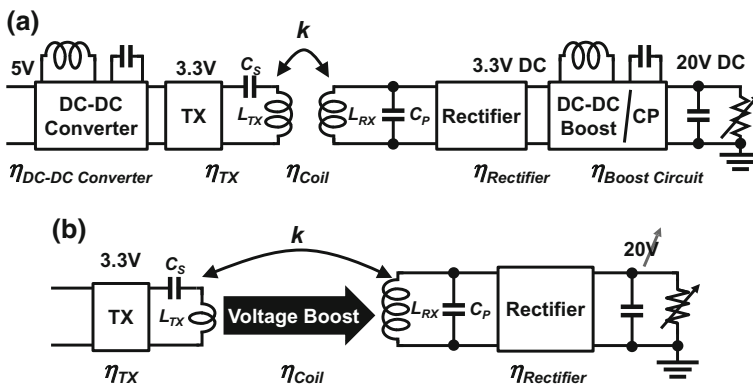 (a)
k
5V
3.3V
C_S
3.3V DC
20V DC
DC-DC
Converter
TX
L_TX
L_RX
C_P
Rectifier
DC-DC
Boost / CP
η_DC-DC Converter
η_TX
η_Coil
η_Rectifier
η_Boost Circuit
(b)
k
3.3V
C_S
20V
TX
L_TX
Voltage Boost
L_RX
C_P
Rectifier
η_TX
η_Coil
η_Rectifier